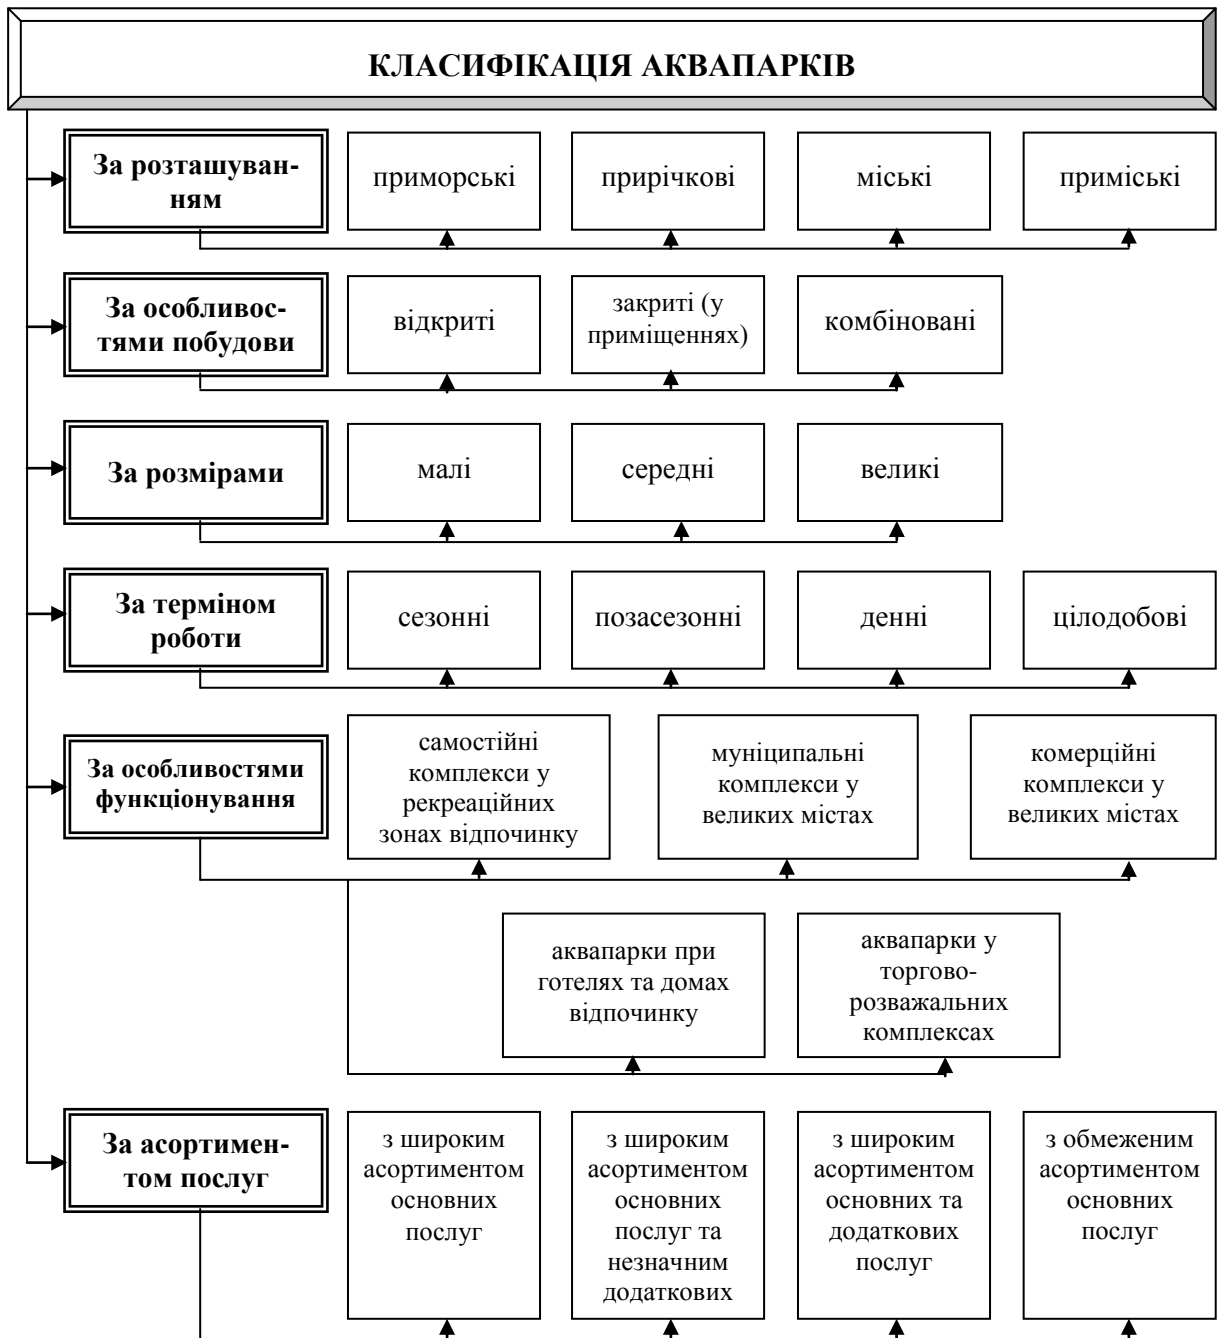 КЛАСИФІКАЦІЯ АКВАПАРКІВ
За розташуван-
ням
приморські
прирічкові
міські
приміські
За особливос-
тями побудови
відкриті
закриті (у
приміщеннях)
комбіновані
За розмірами
малі
середні
великі
За терміном
роботи
сезонні
позасезонні
денні
цілодобові
За особливостями
функціонування
самостійні
комплекси у
рекреаційних
зонах відпочинку
муніципальні
комплекси у
великих містах
комерційні
комплекси у
великих містах
аквапарки при
готелях та домах
відпочинку
аквапарки у
торгово-
розважальних
комплексах
За асортимен-
том послуг
з широким
асортиментом
основних
послуг
з широким
асортиментом
основних
послуг та
незначним
додаткових
з широким
асортиментом
основних та
додаткових
послуг
з обмеженим
асортиментом
основних
послуг